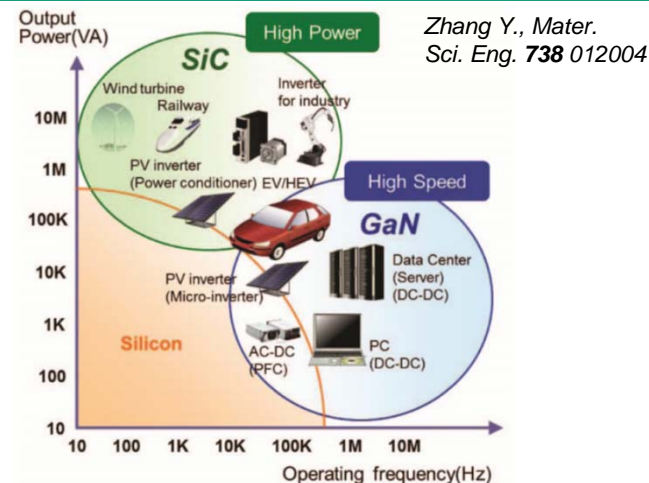 Output
Power(VA)
High Power
Zhang Y., Mater.
Sci. Eng. 738 012004
SiC
Wind turbine
Railway
Inverter
for industry
10M
1M
100K
10K
1K
100
10
PV inverter
(Power conditioner)
EV/HEV
High Speed
GaN
Data Center
(Server)
(DC-DC)
PV inverter
(Micro-inverter)
Silicon
AC-DC
(PFC)
PC
(DC-DC)
10 100 1K 10K 100K 1M 10M
Operating frequency(Hz)